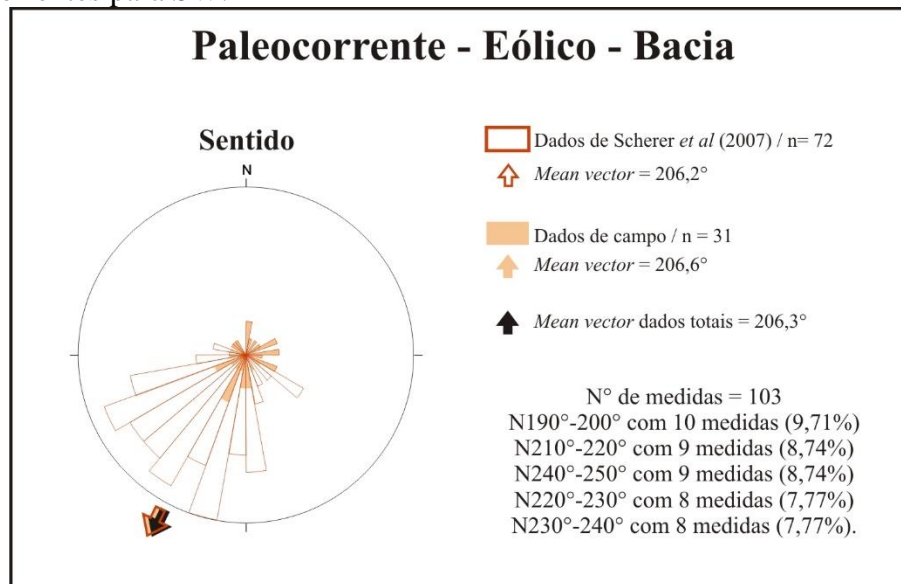 Paleocorrente - Eólico - Bacia
Sentido
N
Dados de Scherer et al (2007) / n= 72
Mean vector = 206,2°
Dados de campo / n = 31
Mean vector = 206,6°
Mean vector dados totais = 206,3°
N° de medidas = 103
N190°-200° com 10 medidas (9,71%)
N210°-220° com 9 medidas (8,74%)
N240°-250° com 9 medidas (8,74%)
N220°-230° com 8 medidas (7,77%)
N230°-240° com 8 medidas (7,77%).